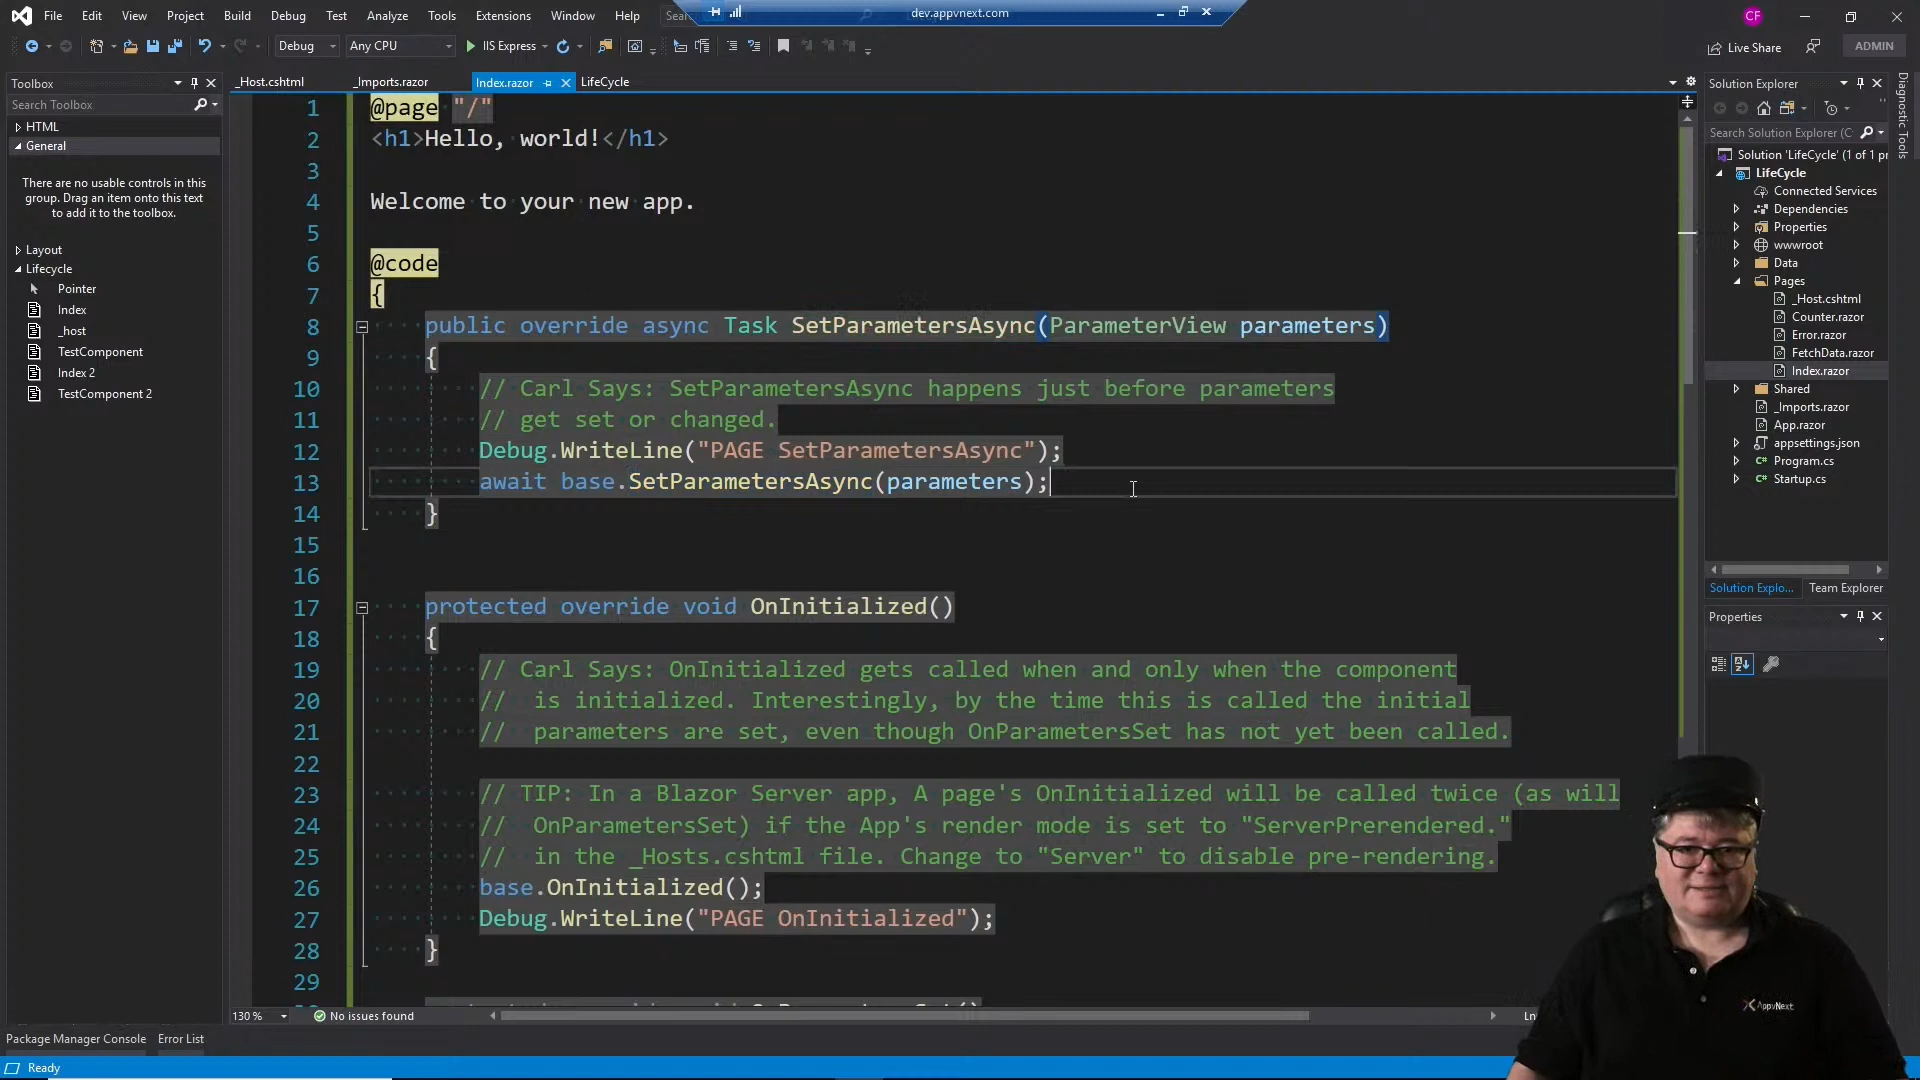 File Edit View Project Build Debug Test Analyze Tools Extensions Window Help
dev.appvnext.com
CF
Debug Any CPU IIS Express
Live Share ADMIN
Toolbox
Search Toolbox
HTML
General
There are no usable controls in this
group. Drag an item onto this text
to add it to the toolbox.
Layout
Lifecycle
Pointer
Index
_host
TestComponent
Index 2
TestComponent 2
_Host.cshtml _Imports.razor Index.razor LifeCycle
1 @page "/"
2 <h1>Hello, world!</h1>
3
4 Welcome to your new app.
5
6 @code
7 {
8 public override async Task SetParametersAsync(ParameterView parameters)
9 {
10 // Carl Says: SetParametersAsync happens just before parameters
11 // get set or changed.
12 Debug.WriteLine("PAGE SetParametersAsync");
13 await base.SetParametersAsync(parameters);
14 }
15
16
17 protected override void OnInitialized()
18 {
19 // Carl Says: OnInitialized gets called when and only when the component
20 // is initialized. Interestingly, by the time this is called the initial
21 // parameters are set, even though OnParametersSet has not yet been called.
22
23 // TIP: In a Blazor Server app, A page's OnInitialized will be called twice (as will
24 // OnParametersSet) if the App's render mode is set to "ServerPrerendered."
25 // in the _Hosts.cshtml file. Change to "Server" to disable pre-rendering.
26 base.OnInitialized();
27 Debug.WriteLine("PAGE OnInitialized");
28 }
29
130 % No issues found Ln
Solution Explorer
Search Solution Explorer (C
Solution 'LifeCycle' (1 of 1 pr
LifeCycle
Connected Services
Dependencies
Properties
wwwroot
Data
Pages
_Host.cshtml
Counter.razor
Error.razor
FetchData.razor
Index.razor
Shared
_Imports.razor
App.razor
appsettings.json
Program.cs
Startup.cs
Solution Explo... Team Explorer
Properties
Diagnostic Tools
AppvNext
Package Manager Console Error List
Ready